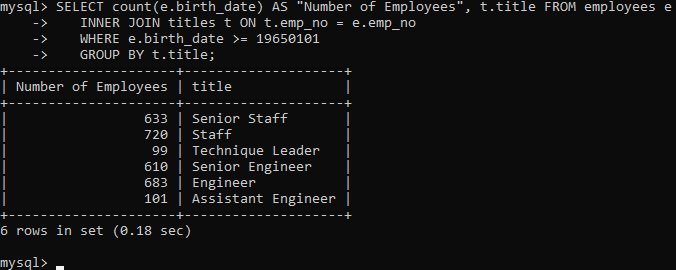 mysql> SELECT count(e.birth_date) AS "Number of Employees", t.title FROM employees e
    ->     INNER JOIN titles t ON t.emp_no = e.emp_no
    ->     WHERE e.birth_date >= 19650101
    ->     GROUP BY t.title;
+---------------------+--------------------+
| Number of Employees | title              |
+---------------------+--------------------+
|                 633 | Senior Staff       |
|                 720 | Staff              |
|                  99 | Technique Leader   |
|                 610 | Senior Engineer    |
|                 683 | Engineer           |
|                 101 | Assistant Engineer |
+---------------------+--------------------+
6 rows in set (0.18 sec)
mysql> _